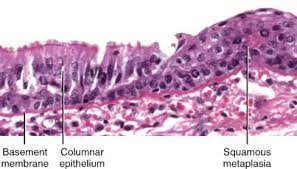 Basement
membrane
Columnar
epithelium
Squamous
metaplasia